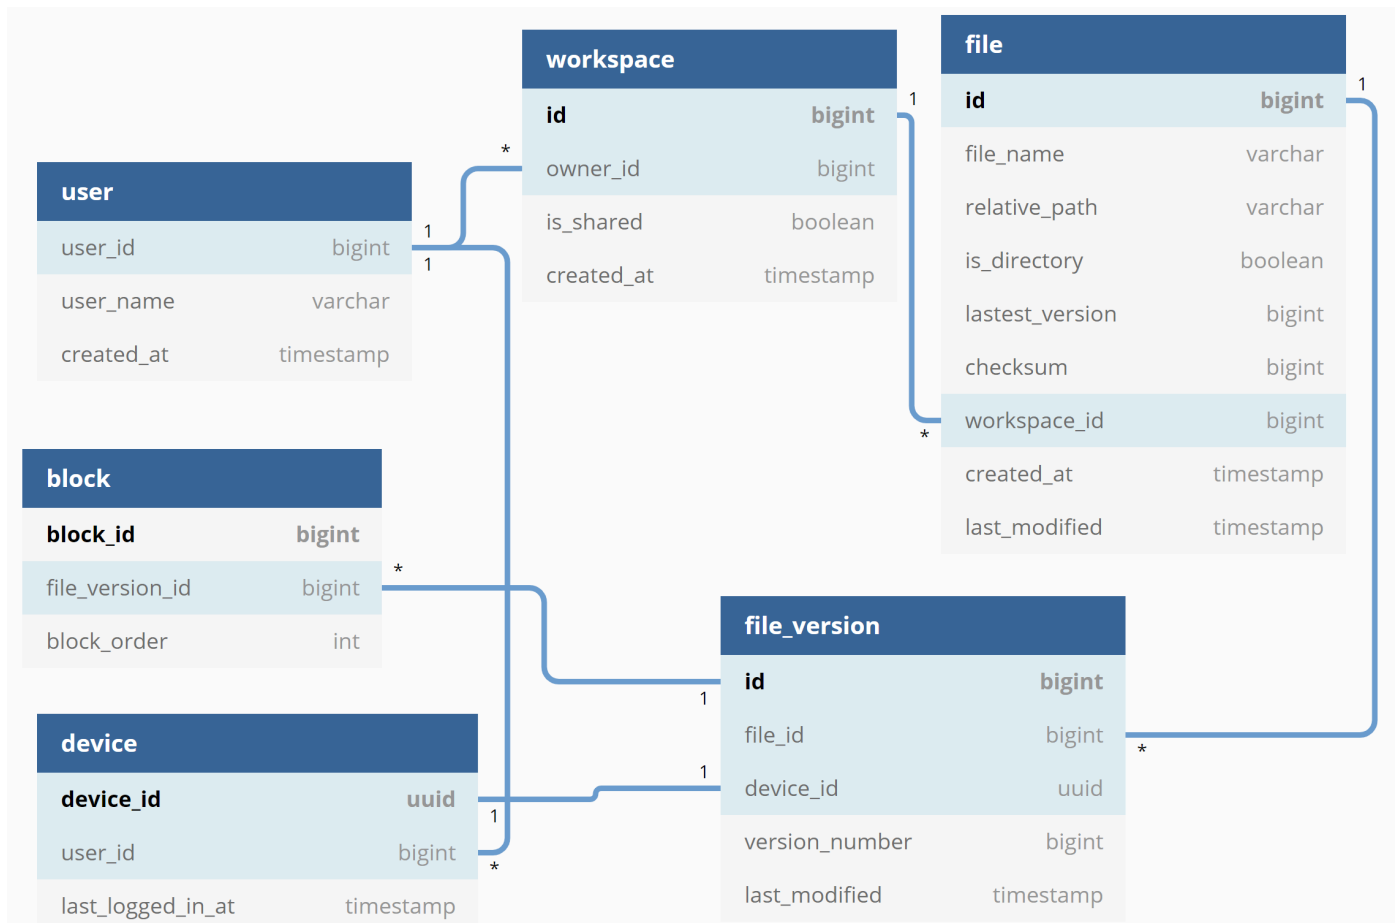 user
user_id bigint
user_name varchar
created_at timestamp
1
1
*
workspace
id bigint
owner_id bigint
is_shared boolean
created_at timestamp
1
*
file
id bigint
file_name varchar
relative_path varchar
is_directory boolean
lastest_version bigint
checksum bigint
workspace_id bigint
created_at timestamp
last_modified timestamp
1
block
block_id bigint
file_version_id bigint
block_order int
*
1
device
device_id uuid
user_id bigint
last_logged_in_at timestamp
1
*
1
file_version
id bigint
file_id bigint
device_id uuid
version_number bigint
last_modified timestamp
*